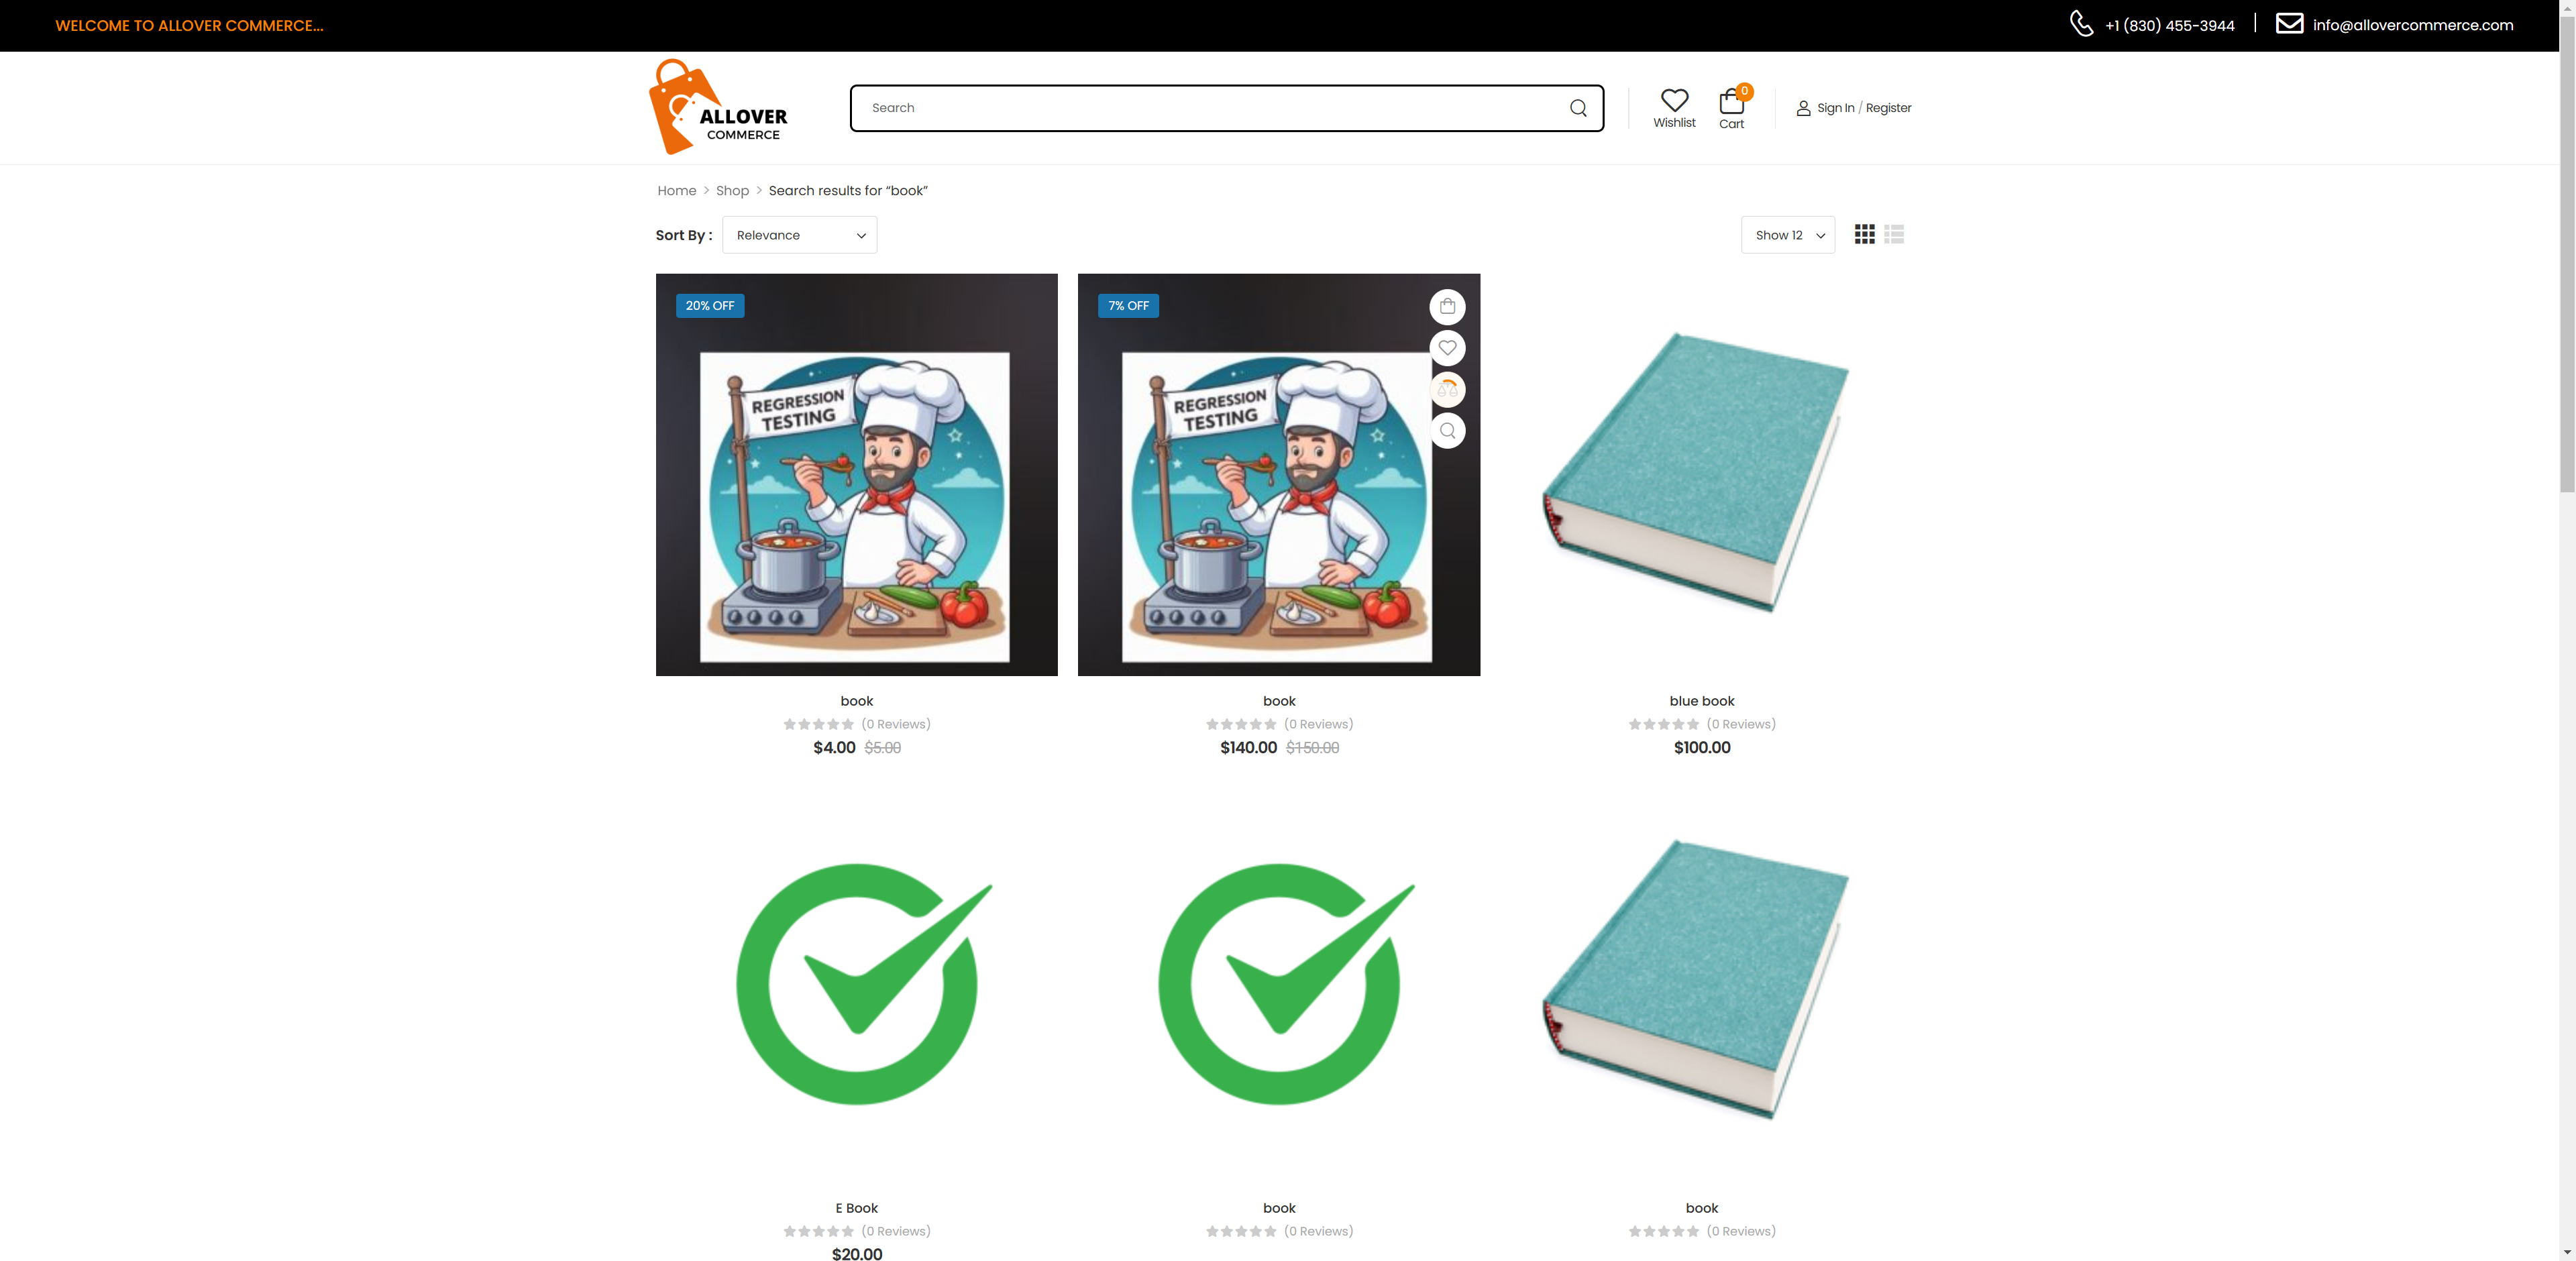 WELCOME TO ALLOVER COMMERCE...
+1 (830) 455-3944
info@allovercommerce.com
ALLOVER
COMMERCE
Search
Wishlist
0
Cart
Sign In / Register
Home > Shop > Search results for “book”
Sort By :
Relevance
Show 12
20% OFF
REGRESSION
TESTING
7% OFF
REGRESSION
TESTING
book
(0 Reviews)
$4.00 $5.00
book
(0 Reviews)
$140.00 $150.00
blue book
(0 Reviews)
$100.00
E Book
(0 Reviews)
$20.00
book
(0 Reviews)
book
(0 Reviews)